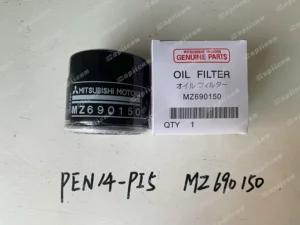 MITSUBISHI MOTORS
MZ690150
GENUINE PARTS
OIL FILTER
オイル フィルター
MZ690150
QTY 1
PEN14-PI5 MZ690150